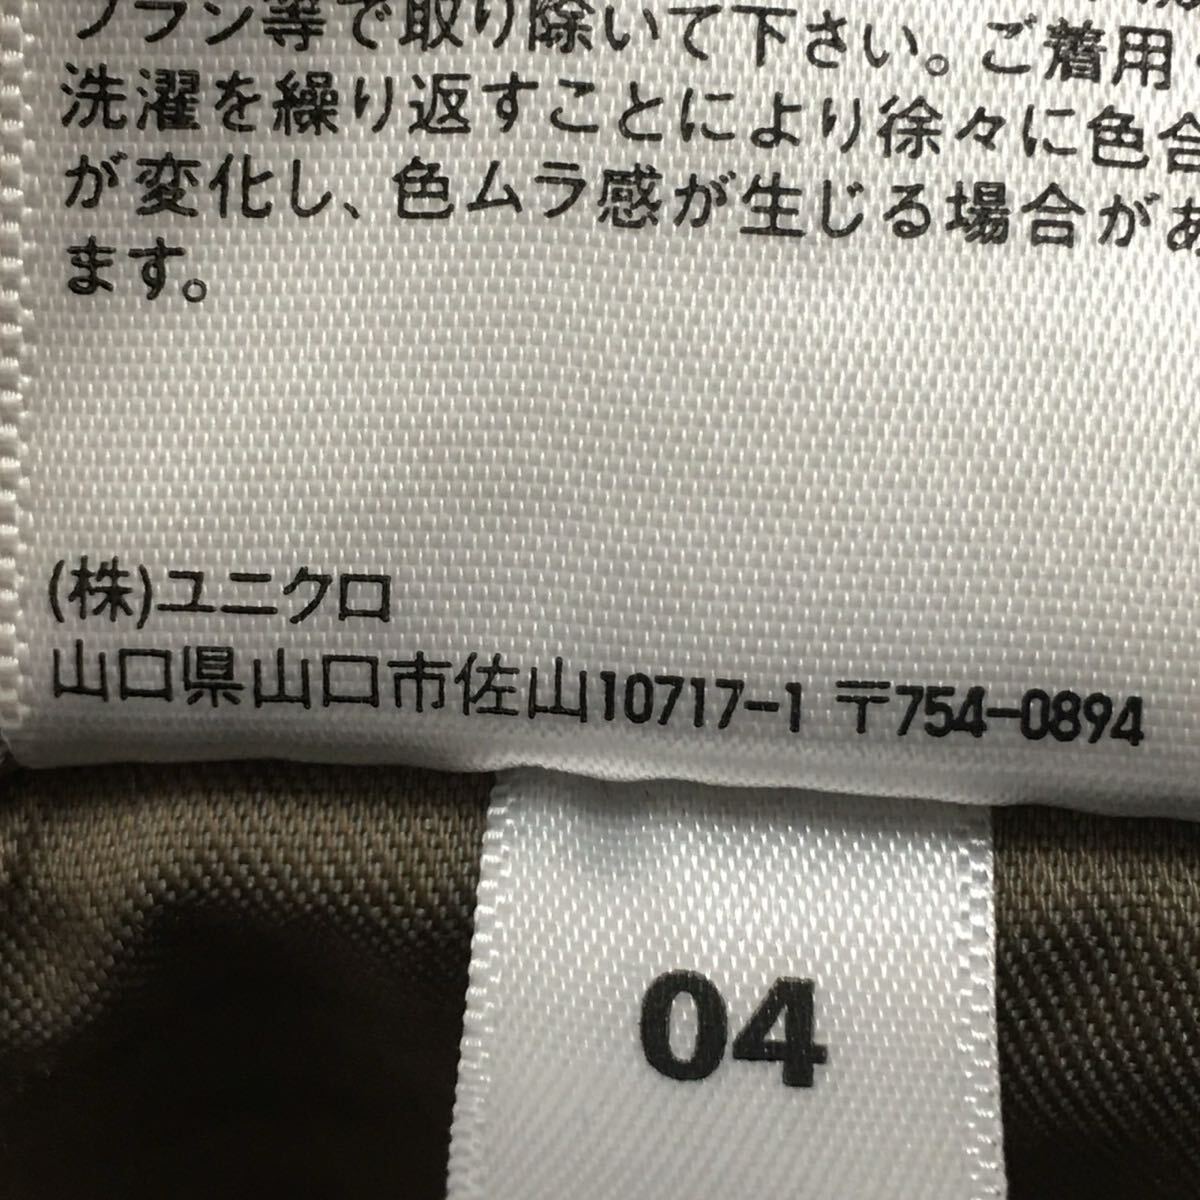 ブラシ等で取り除いて下さい。ご着用
洗濯を繰り返すことにより徐々に色合
が変化し、色ムラ感が生じる場合があ
ます。
(株)ユニクロ
山口県山口市佐山10717-1 〒754-0894
04